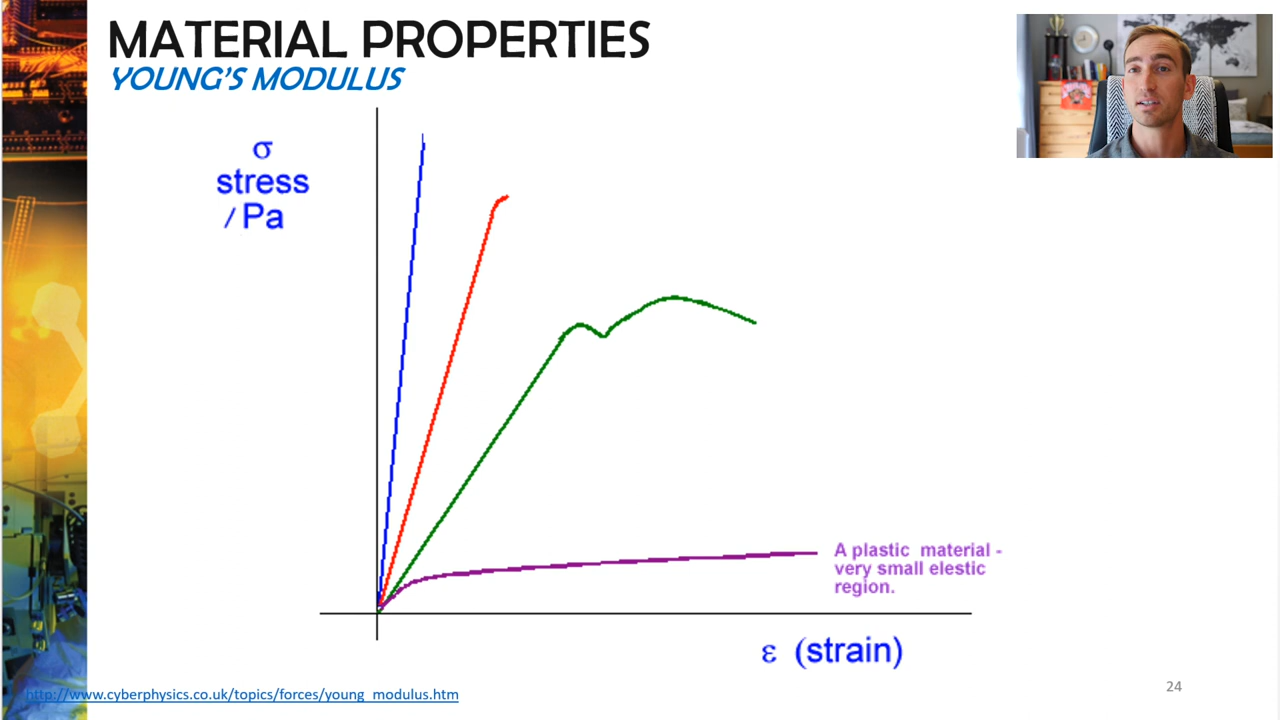 MATERIAL PROPERTIES
YOUNG'S MODULUS
σ
stress
/ Pa
A plastic material -
very small elestic
region.
ε (strain)
http://www.cyberphysics.co.uk/topics/forces/young_modulus.htm
24